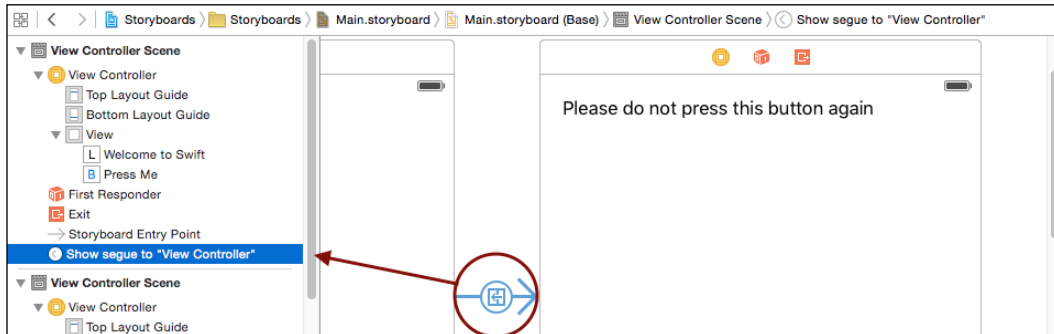 Storyboards Storyboards Main.storyboard Main.storyboard (Base) View Controller Scene Show segue to "View Controller"
View Controller Scene
View Controller
Top Layout Guide
Bottom Layout Guide
View
L Welcome to Swift
B Press Me
First Responder
Exit
Storyboard Entry Point
Show segue to "View Controller"
View Controller Scene
View Controller
Top Layout Guide
Please do not press this button again